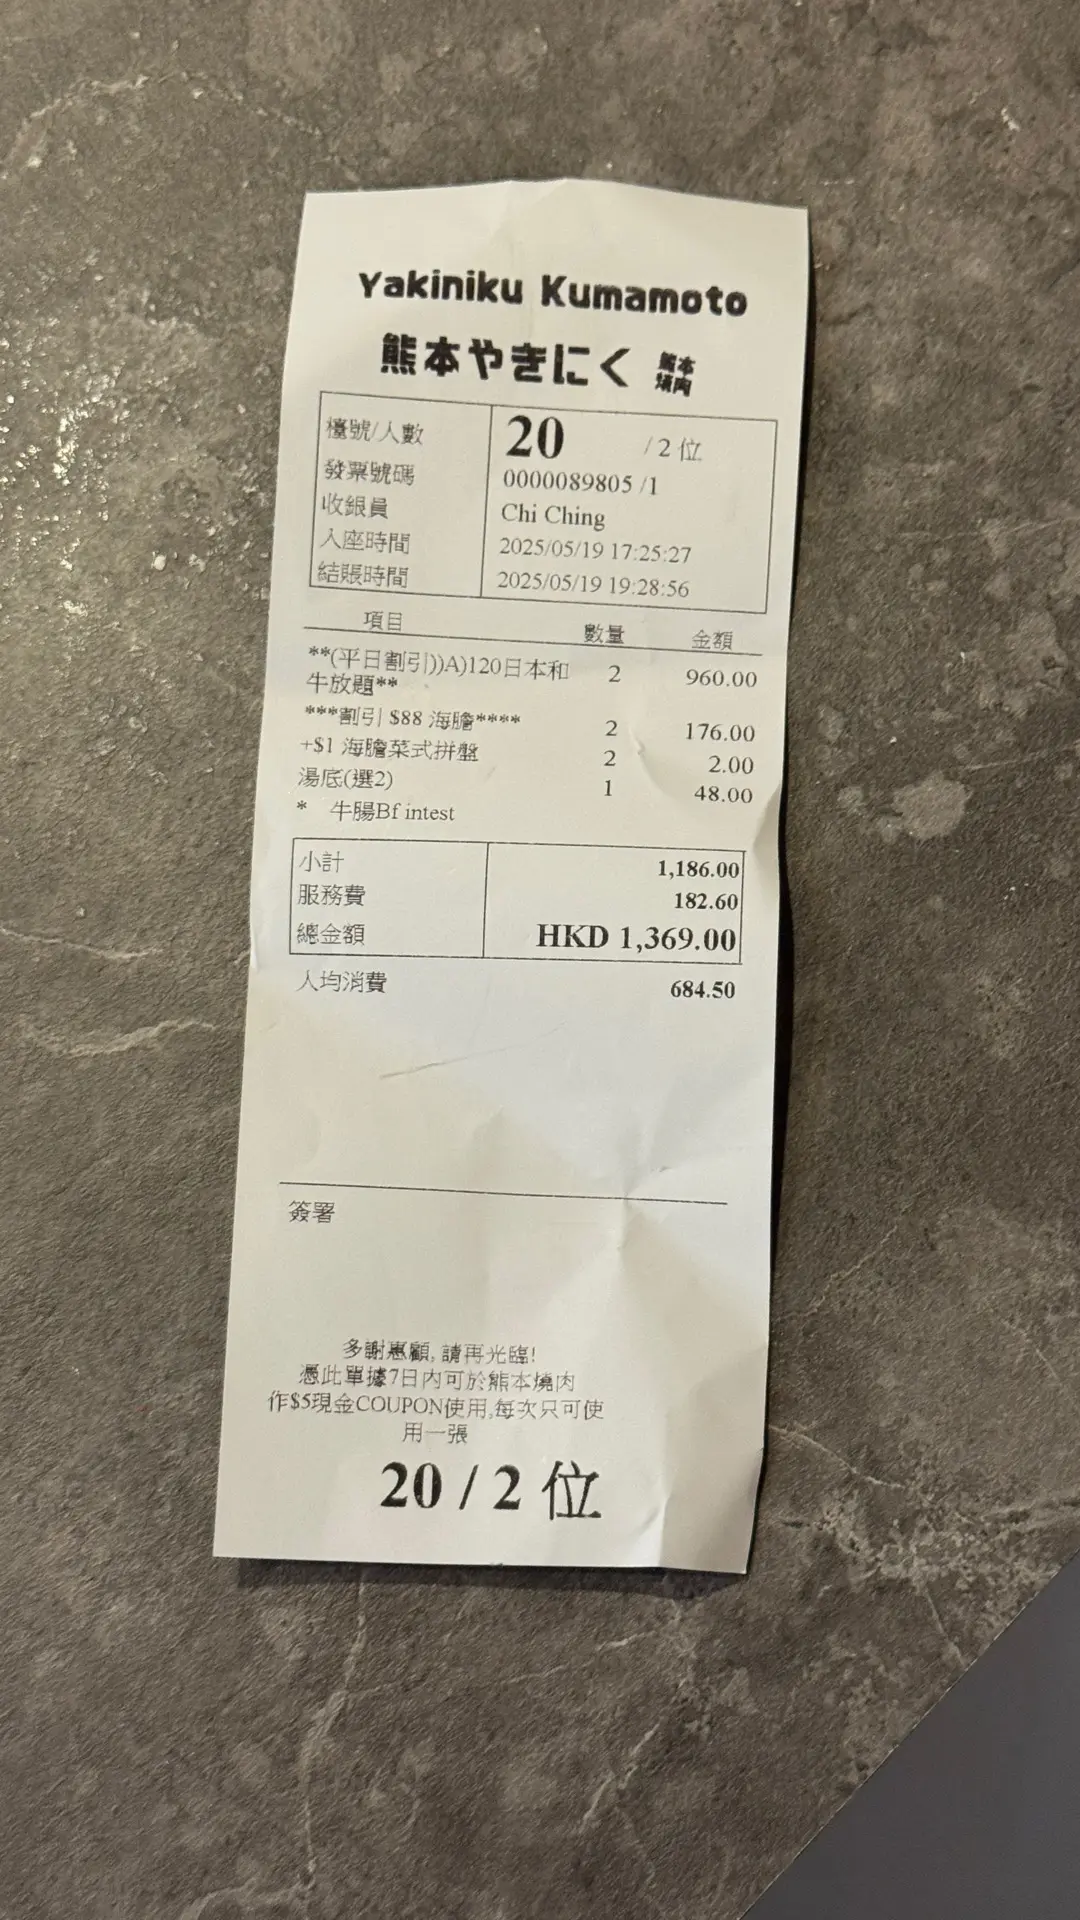 Yakiniku Kumamoto
熊本やきにく 熊本焼肉
檯號/人數 20 /2 位
發票號碼 0000089805 /1
收銀員 Chi Ching
入座時間 2025/05/19 17:25:27
結賬時間 2025/05/19 19:28:56
項目 數量 金額
**(平日割引))A)120日本和 2 960.00
牛放題**
***割引 $88 海膽**** 2 176.00
+$1 海膽菜式拼盤 2 2.00
湯底(選2) 1 48.00
* 牛腸Bf intest
小計 1,186.00
服務費 182.60
總金額 HKD 1,369.00
人均消費 684.50
簽署
多謝惠顧, 請再光臨!
憑此單據7日内可於熊本燒肉
作$5現金COUPON使用,每次只可使
用一張
20 / 2 位